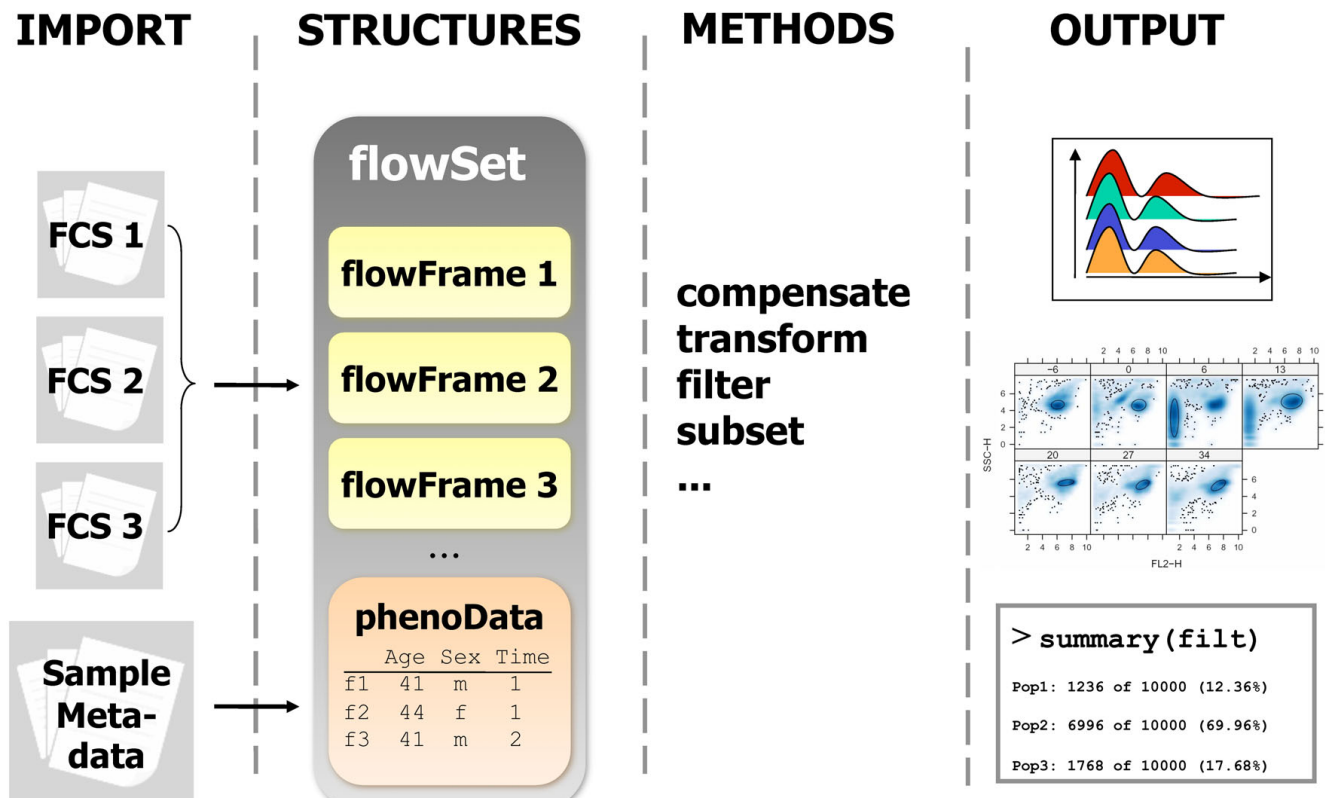 IMPORT
STRUCTURES
METHODS
OUTPUT
FCS 1
FCS 2
FCS 3
Sample
Meta-
data
flowSet
flowFrame 1
flowFrame 2
flowFrame 3
...
phenoData
Age Sex Time
f1 41 m 1
f2 44 f 1
f3 41 m 2
compensate
transform
filter
subset
...
2 4 6 8 10 2 4 6 8 10
-6 0 6 13
6
4
2
0
SSC-H
20 27 34
6
4
2
0
2 4 6 8 10 2 4 6 8 10
FL2-H
> summary(filt)
Pop1: 1236 of 10000 (12.36%)
Pop2: 6996 of 10000 (69.96%)
Pop3: 1768 of 10000 (17.68%)